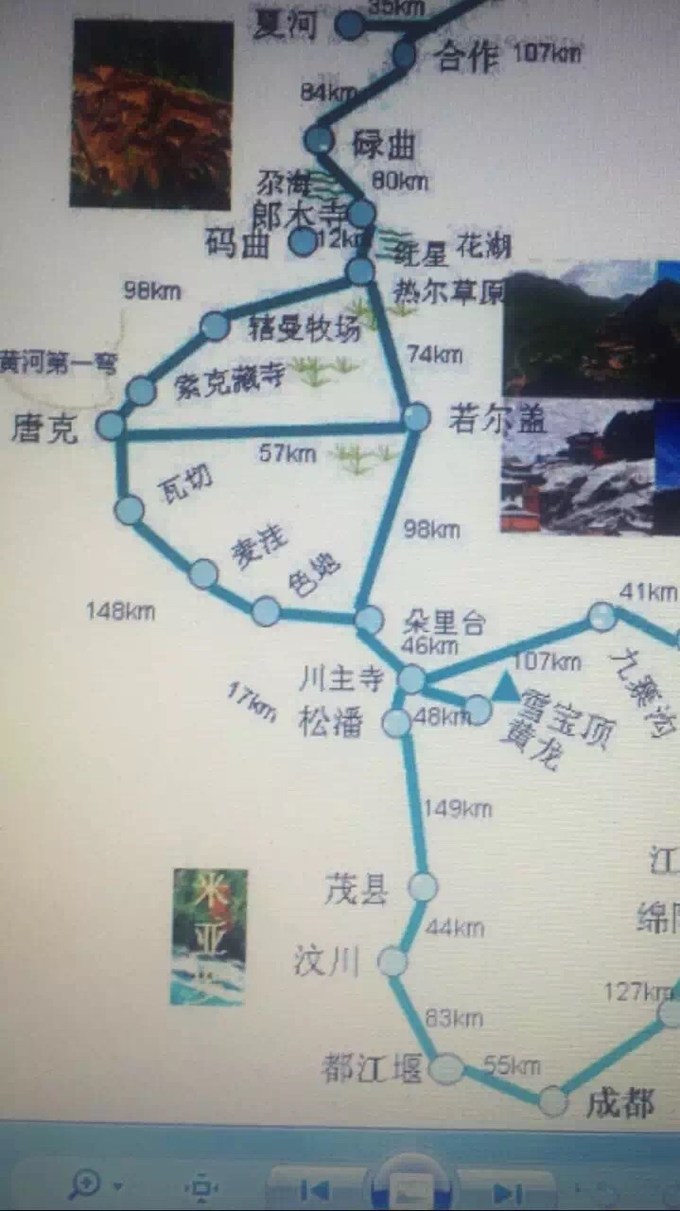 35km
夏河
合作 107km
84km
碌曲
尕海
80km
郎木寺
码曲
12km
红星
花湖
98km
热尔草原
辖曼牧场
74km
黄河第一弯
索克藏寺
唐克
若尔盖
57km
瓦切
98km
麦洼
色地
148km
41km
朵里台
46km
川主寺
107km
九寨沟
17km
松潘
48km
雪宝顶
黄龙
149km
茂县
江
44km
汶川
米亚
127km
83km
都江堰
55km
成都